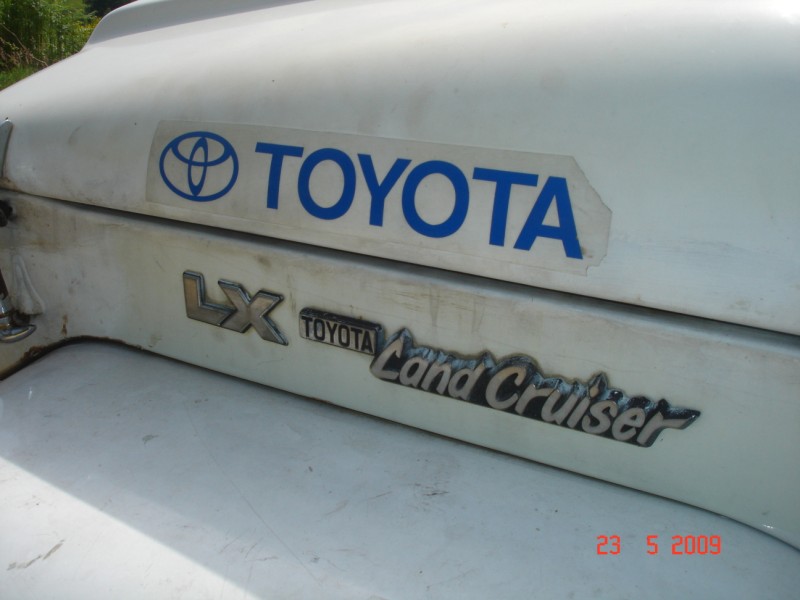 TOYOTA
LX TOYOTA Land Cruiser
23 5 2009